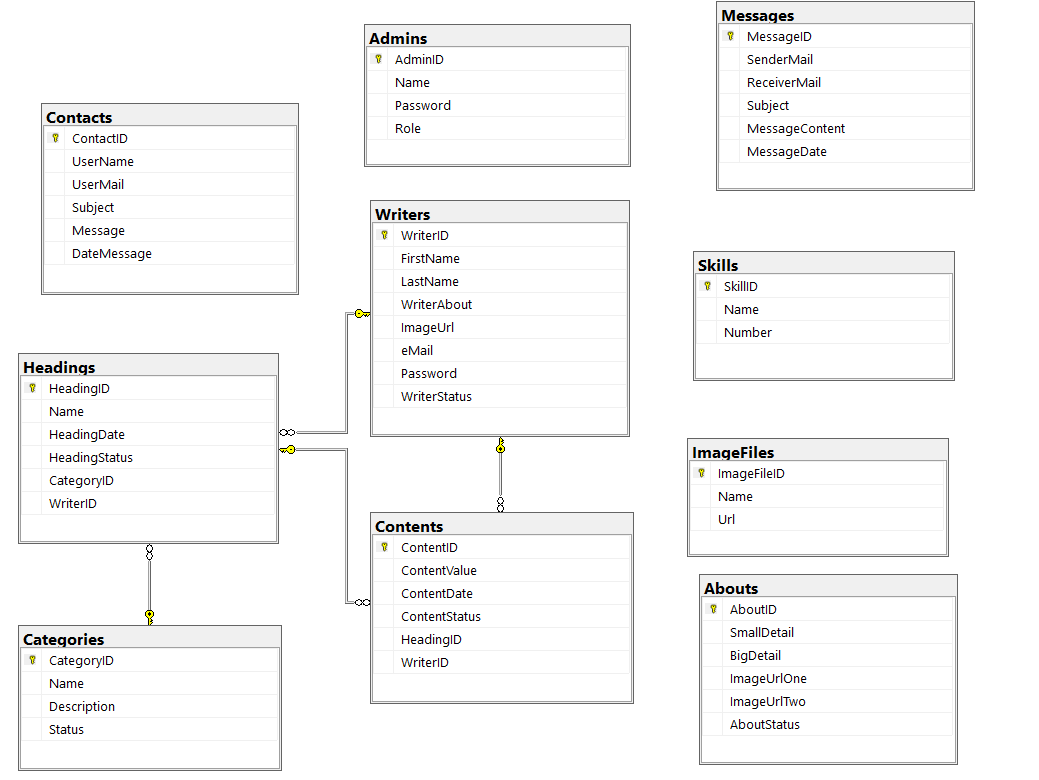 Messages
MessageID
SenderMail
ReceiverMail
Subject
MessageContent
MessageDate
Admins
AdminID
Name
Password
Role
Contacts
ContactID
UserName
UserMail
Subject
Message
DateMessage
Writers
WriterID
FirstName
LastName
WriterAbout
ImageUrl
eMail
Password
WriterStatus
Skills
SkillID
Name
Number
Headings
HeadingID
Name
HeadingDate
HeadingStatus
CategoryID
WriterID
ImageFiles
ImageFileID
Name
Url
Contents
ContentID
ContentValue
ContentDate
ContentStatus
HeadingID
WriterID
Abouts
AboutID
SmallDetail
BigDetail
ImageUrlOne
ImageUrlTwo
AboutStatus
Categories
CategoryID
Name
Description
Status